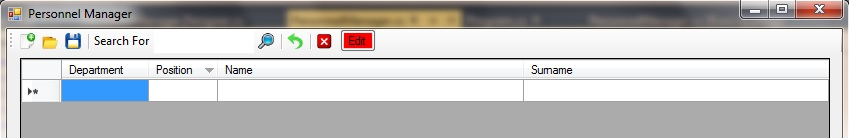 Personnel Manager
Search For Edit
Department Position Name Surname